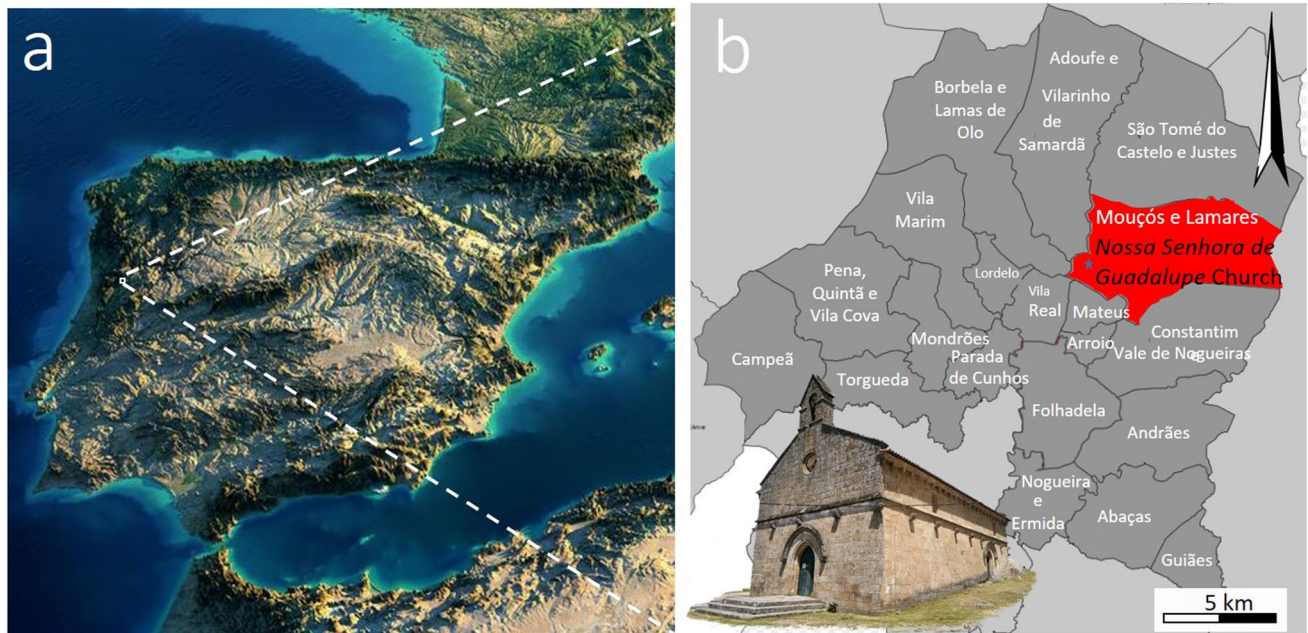 a
b
Adoufe e
Vilarinho
de
Samardã
Borbela e
Lamas de
Olo
São Tomé do
Castelo e Justes
Vila
Marim
Mouçós e Lamares
Nossa Senhora de
Guadalupe Church
Pena,
Quintã e
Vila Cova
Lordelo
Vila
Real
Mateus
Constantim
Vale de Nogueiras
Arroio
Mondrões
Parada
de Cunhos
Campeã
Torgueda
Folhadela
Andrães
Nogueira
e
Ermida
Abaças
Guiães
5 km